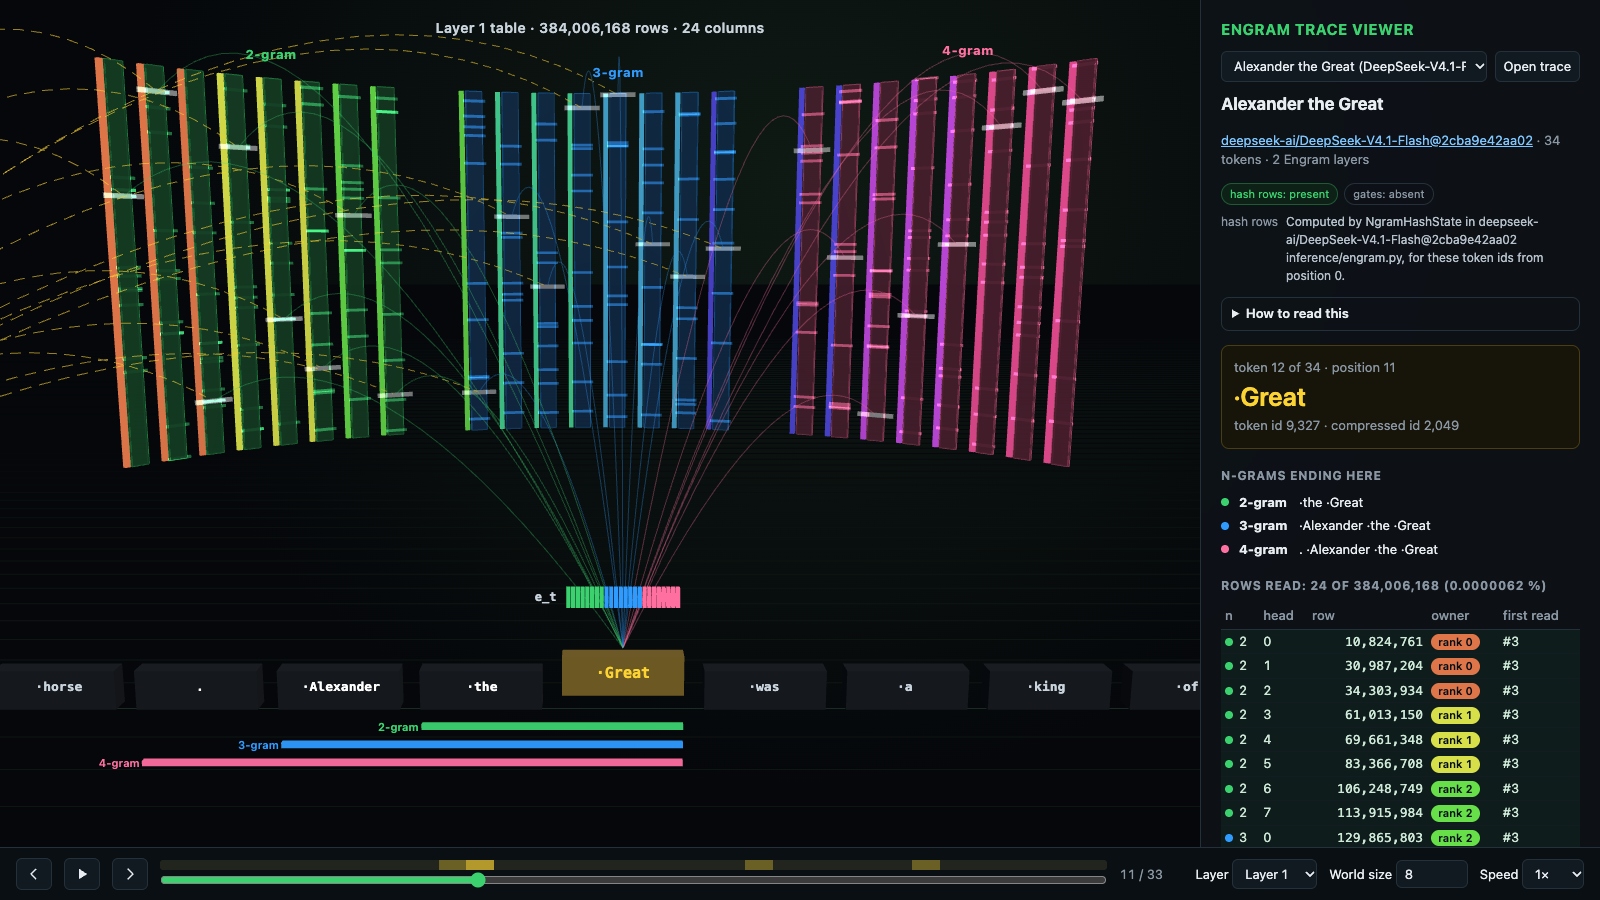 Layer 1 table · 384,006,168 rows · 24 columns
2-gram
3-gram
4-gram
e_t
·horse
.
·Alexander
·the
·Great
·was
·a
·king
·of
2-gram
3-gram
4-gram
ENGRAM TRACE VIEWER
Alexander the Great (DeepSeek-V4.1-F
Open trace
Alexander the Great
deepseek-ai/DeepSeek-V4.1-Flash@2cba9e42aa02 · 34
tokens · 2 Engram layers
hash rows: present
gates: absent
hash rows Computed by NgramHashState in deepseek-
ai/DeepSeek-V4.1-Flash@2cba9e42aa02
inference/engram.py, for these token ids from
position 0.
How to read this
token 12 of 34 · position 11
·Great
token id 9,327 · compressed id 2,049
N-GRAMS ENDING HERE
2-gram ·the ·Great
3-gram ·Alexander ·the ·Great
4-gram . ·Alexander ·the ·Great
ROWS READ: 24 OF 384,006,168 (0.0000062 %)
n head row owner first read
2 0 10,824,761 rank 0 #3
2 1 30,987,204 rank 0 #3
2 2 34,303,934 rank 0 #3
2 3 61,013,150 rank 1 #3
2 4 69,661,348 rank 1 #3
2 5 83,366,708 rank 1 #3
2 6 106,248,749 rank 2 #3
2 7 113,915,984 rank 2 #3
3 0 129,865,803 rank 2 #3
11 / 33
Layer Layer 1
World size 8
Speed 1×